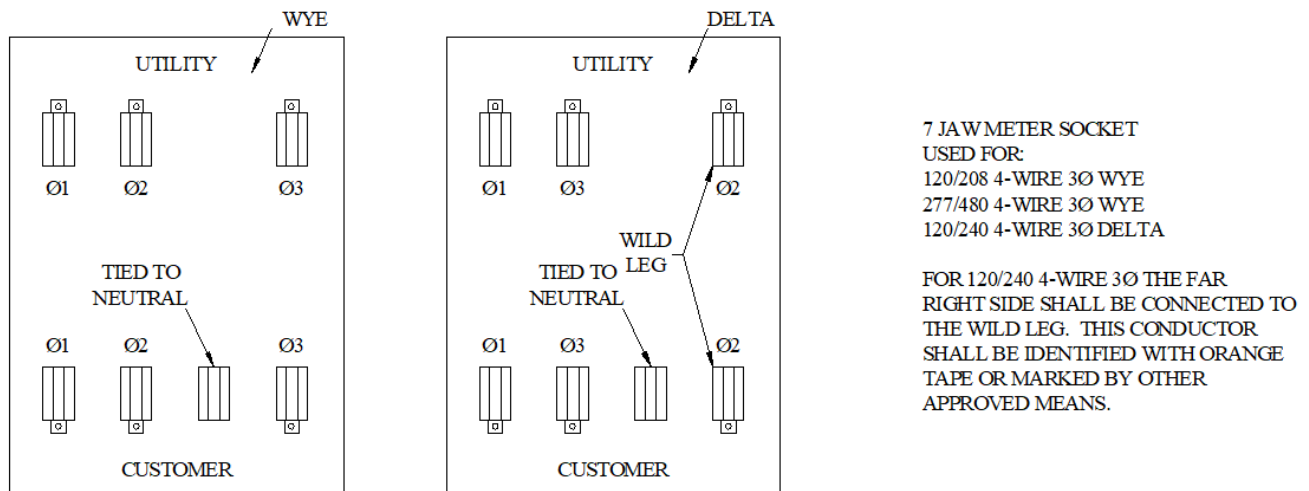 WYE
UTILITY
Ø1 Ø2 Ø3
TIED TO
NEUTRAL
Ø1 Ø2 Ø3
CUSTOMER
DELTA
UTILITY
Ø1 Ø3 Ø2
WILD
LEG
TIED TO
NEUTRAL
Ø1 Ø3 Ø2
CUSTOMER
7 JAW METER SOCKET
USED FOR:
120/208 4-WIRE 3Ø WYE
277/480 4-WIRE 3Ø WYE
120/240 4-WIRE 3Ø DELTA
FOR 120/240 4-WIRE 3Ø THE FAR
RIGHT SIDE SHALL BE CONNECTED TO
THE WILD LEG. THIS CONDUCTOR
SHALL BE IDENTIFIED WITH ORANGE
TAPE OR MARKED BY OTHER
APPROVED MEANS.